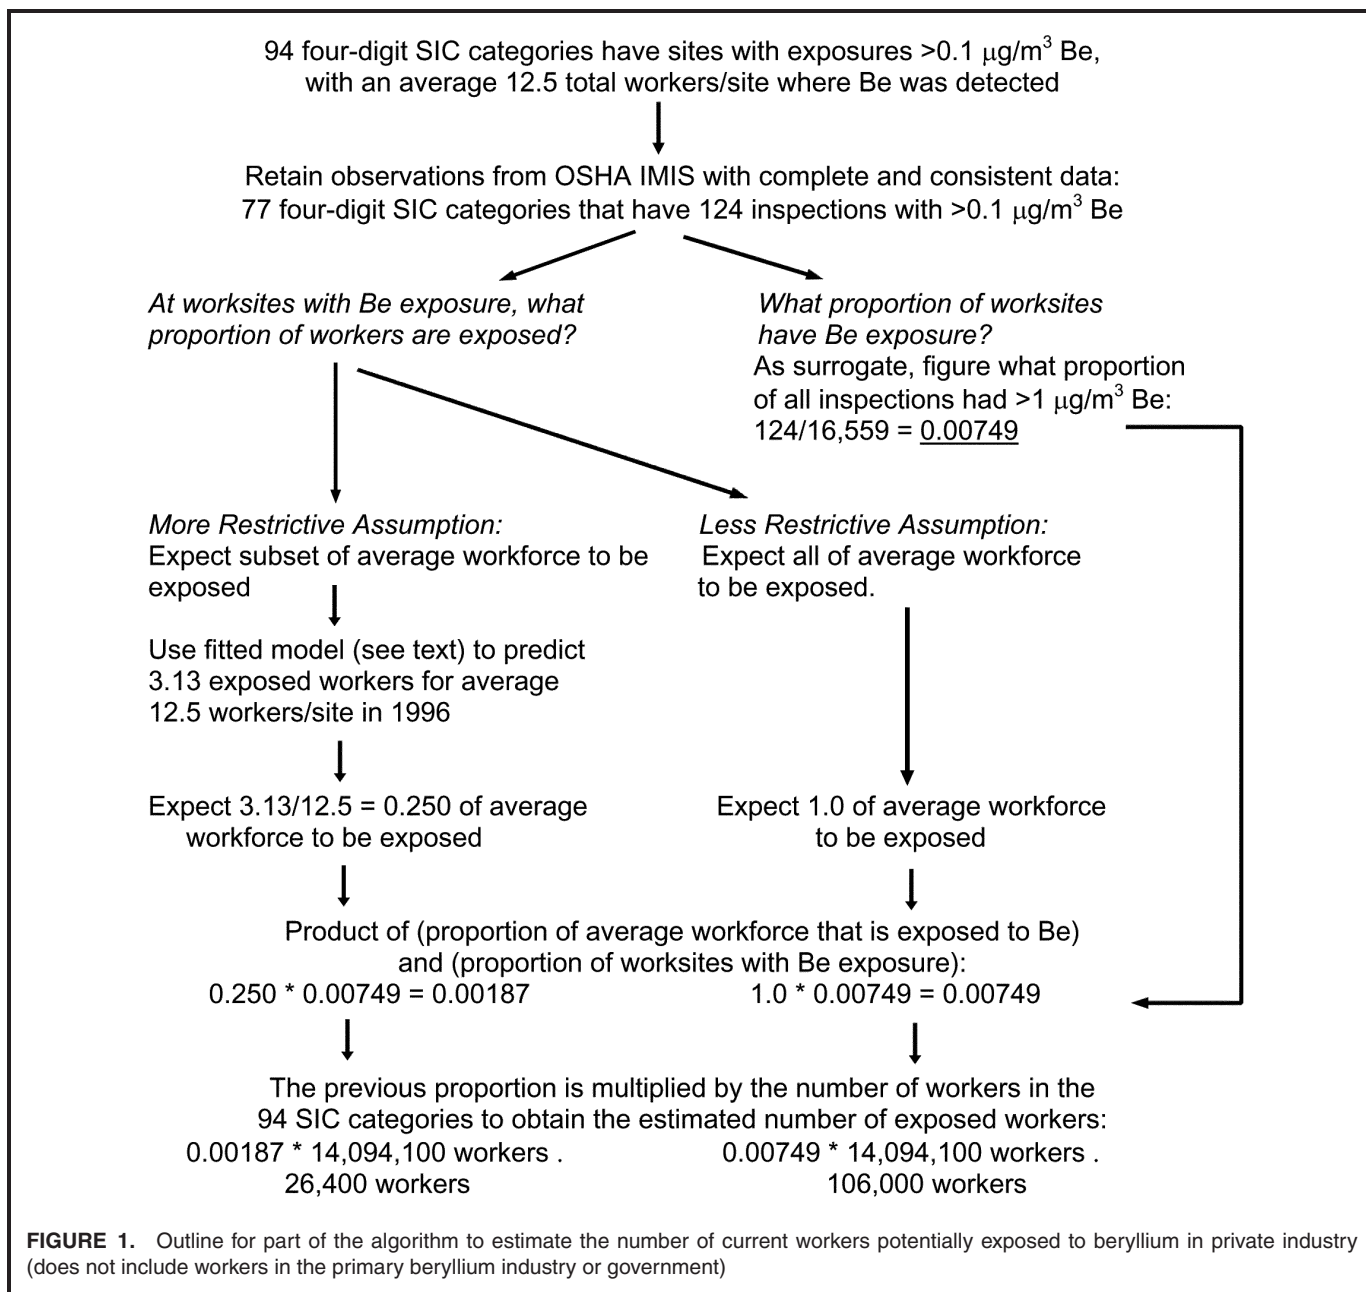 94 four-digit SIC categories have sites with exposures >0.1 μg/m³ Be,
with an average 12.5 total workers/site where Be was detected
Retain observations from OSHA IMIS with complete and consistent data:
77 four-digit SIC categories that have 124 inspections with >0.1 μg/m³ Be
At worksites with Be exposure, what
proportion of workers are exposed?
What proportion of worksites
have Be exposure?
As surrogate, figure what proportion
of all inspections had >1 μg/m³ Be:
124/16,559 = 0.00749
More Restrictive Assumption:
Expect subset of average workforce to be
exposed
Less Restrictive Assumption:
Expect all of average workforce
to be exposed.
Use fitted model (see text) to predict
3.13 exposed workers for average
12.5 workers/site in 1996
Expect 3.13/12.5 = 0.250 of average
workforce to be exposed
Expect 1.0 of average workforce
to be exposed
Product of (proportion of average workforce that is exposed to Be)
and (proportion of worksites with Be exposure):
0.250 * 0.00749 = 0.00187
1.0 * 0.00749 = 0.00749
The previous proportion is multiplied by the number of workers in the
94 SIC categories to obtain the estimated number of exposed workers:
0.00187 * 14,094,100 workers .
26,400 workers
0.00749 * 14,094,100 workers .
106,000 workers
FIGURE 1. Outline for part of the algorithm to estimate the number of current workers potentially exposed to beryllium in private industry
(does not include workers in the primary beryllium industry or government)